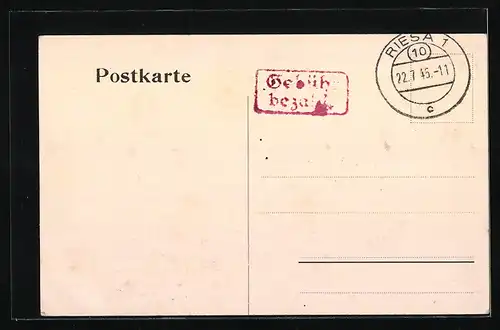 Postkarte
Gebühr
bezahlt
RIESA 1
10
22.7.45.-11
c